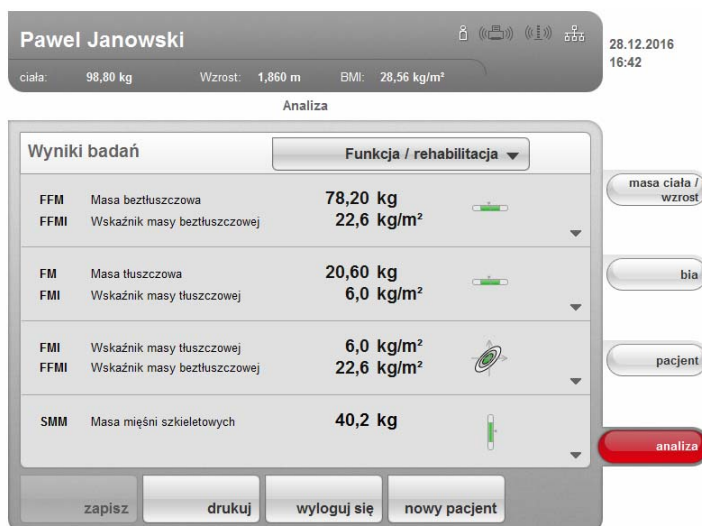 Pawel Janowski
28.12.2016
16:42
ciała: 98,80 kg Wzrost: 1,860 m BMI: 28,56 kg/m²
Analiza
Wyniki badań
Funkcja / rehabilitacja
FFM Masa beztłuszczowa 78,20 kg
FFMI Wskaźnik masy beztłuszczowej 22,6 kg/m²
FM Masa tłuszczowa 20,60 kg
FMI Wskaźnik masy tłuszczowej 6,0 kg/m²
FMI Wskaźnik masy tłuszczowej 6,0 kg/m²
FFMI Wskaźnik masy beztłuszczowej 22,6 kg/m²
SMM Masa mięśni szkieletowych 40,2 kg
masa ciała /
wzrost
bia
pacjent
analiza
zapisz drukuj wyloguj się nowy pacjent